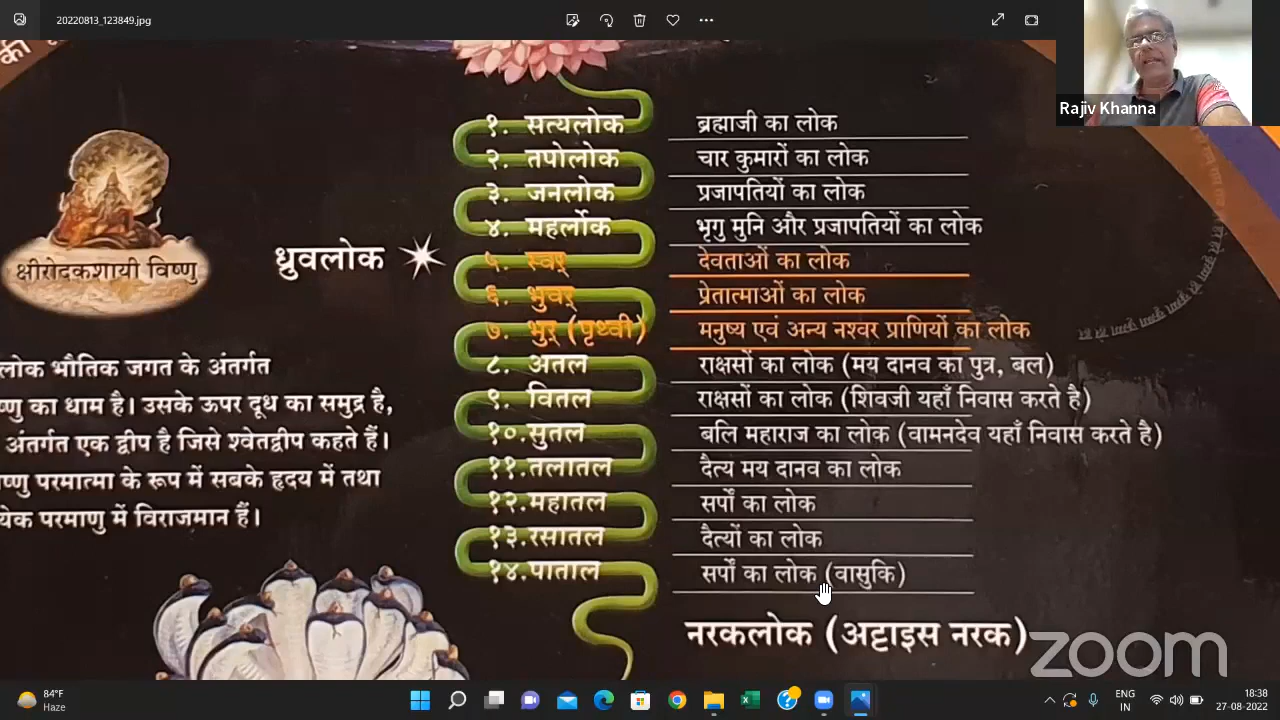 20220813_123849.jpg
Rajiv Khanna
की
१. सत्यलोक ब्रह्माजी का लोक
२. तपोलोक चार कुमारों का लोक
३. जनलोक प्रजापतियों का लोक
४. महर्लोक भृगु मुनि और प्रजापतियों का लोक
ध्रुवलोक
५. स्वर् देवताओं का लोक
क्षीरोदकशायी विष्णु
६. भुवर् प्रेतात्माओं का लोक
७. भुर् (पृथ्वी) मनुष्य एवं अन्य नश्वर प्राणियों का लोक
८. अतल राक्षसों का लोक (मय दानव का पुत्र, बल)
९. वितल राक्षसों का लोक (शिवजी यहाँ निवास करते है)
१०.सुतल बलि महाराज का लोक (वामनदेव यहाँ निवास करते है)
११.तलातल दैत्य मय दानव का लोक
१२.महातल सर्पों का लोक
१३.रसातल दैत्यों का लोक
१४.पाताल सर्पों का लोक (वासुकि)
लोक भौतिक जगत के अंतर्गत
ष्णु का धाम है। उसके ऊपर दूध का समुद्र है,
अंतर्गत एक द्वीप है जिसे श्वेतद्वीप कहते हैं।
ष्णु परमात्मा के रूप में सबके हृदय में तथा
येक परमाणु में विराजमान हैं।
नरकलोक (अट्टाइस नरक)
zoom
84°F
Haze
ENG
IN
18:38
27-08-2022